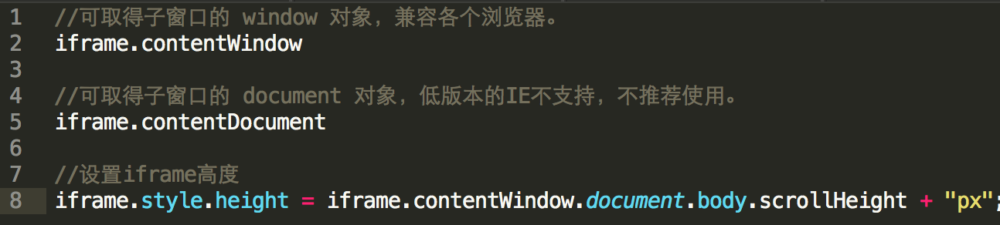 1 //可取得子窗口的 window 对象，兼容各个浏览器。
2 iframe.contentWindow
3
4 //可取得子窗口的 document 对象，低版本的IE不支持，不推荐使用。
5 iframe.contentDocument
6
7 //设置iframe高度
8 iframe.style.height = iframe.contentWindow.document.body.scrollHeight + "px";